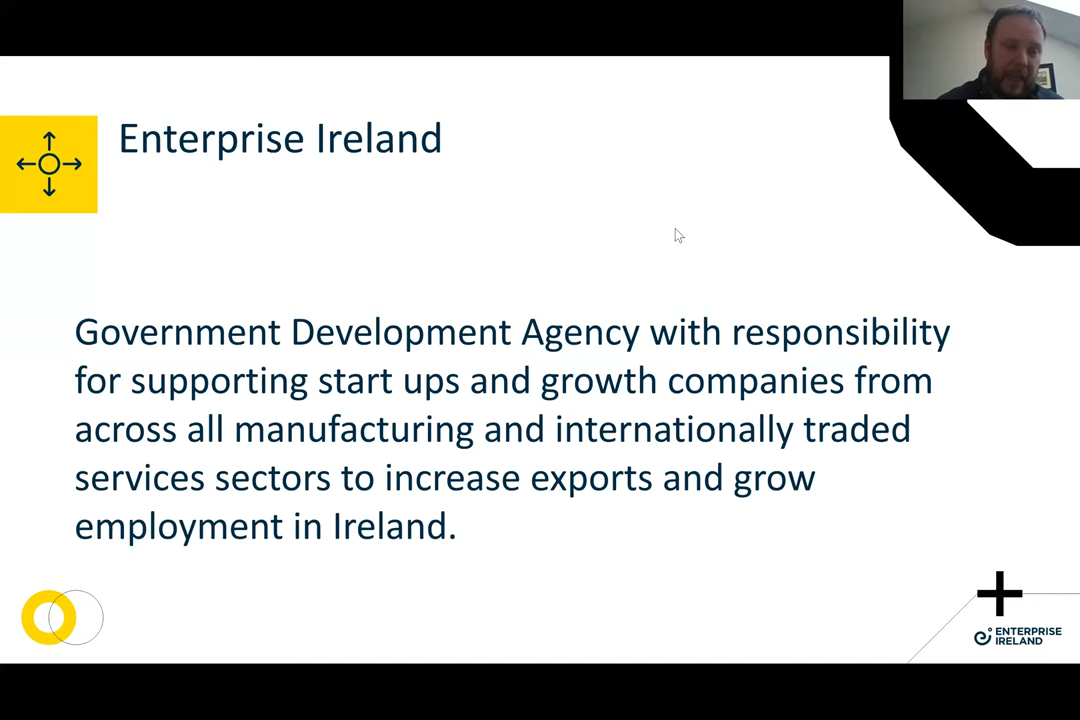 Enterprise Ireland
Government Development Agency with responsibility
for supporting start ups and growth companies from
across all manufacturing and internationally traded
services sectors to increase exports and grow
employment in Ireland.
ENTERPRISE
IRELAND